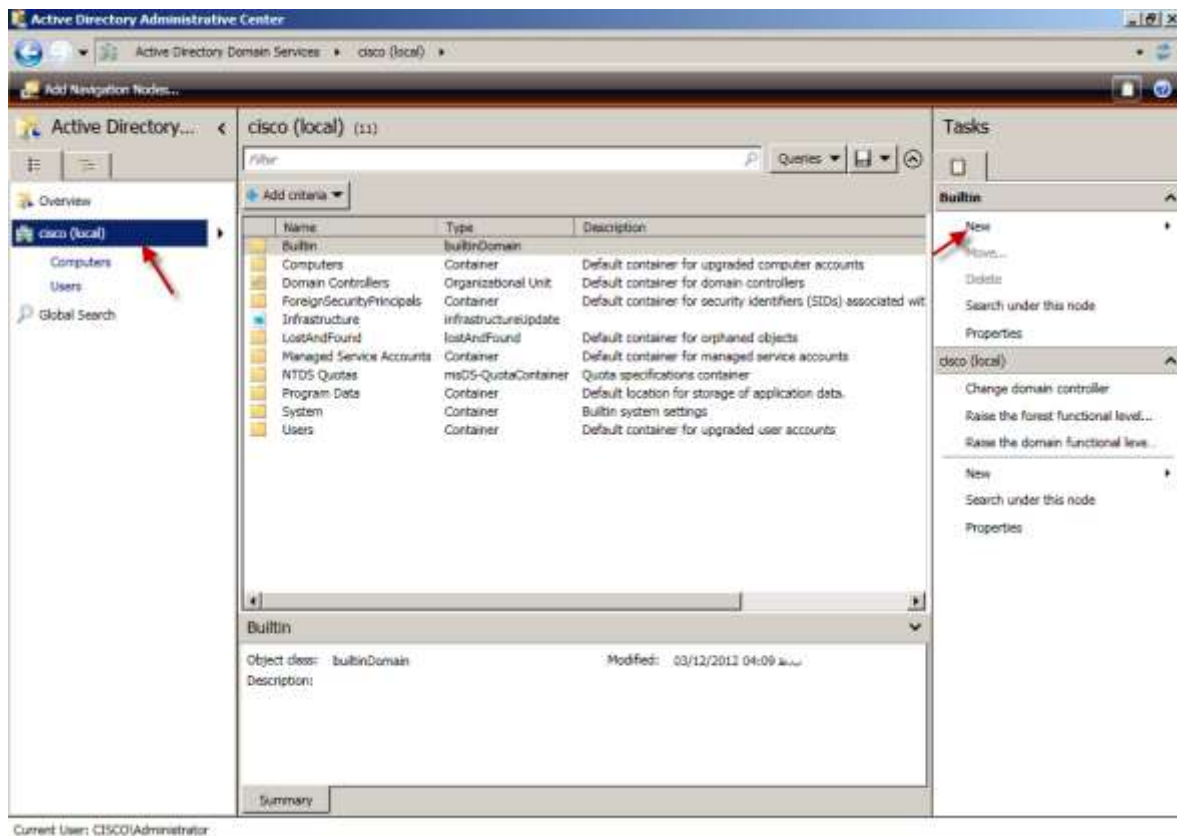 Active Directory Administrative Center
Active Directory Domain Services cisco (local)
Add Navigation Nodes...
Active Directory...
Overview
cisco (local)
Computers
Users
Global Search
cisco (local) (11)
Filter
Queries
Add criteria
Name Type Description
Builtin builtinDomain
Computers Container Default container for upgraded computer accounts
Domain Controllers Organizational Unit Default container for domain controllers
ForeignSecurityPrincipals Container Default container for security identifiers (SIDs) associated wit
Infrastructure infrastructureUpdate
LostAndFound lostAndFound Default container for orphaned objects
Managed Service Accounts Container Default container for managed service accounts
NTDS Quotas msDS-QuotaContainer Quota specifications container
Program Data Container Default location for storage of application data.
System Container Builtin system settings
Users Container Default container for upgraded user accounts
Builtin
Object class: builtinDomain Modified: 03/12/2012 04:09
Description:
Summary
Tasks
Builtin
New
Move...
Delete
Search under this node
Properties
cisco (local)
Change domain controller
Raise the forest functional level...
Raise the domain functional leve...
New
Search under this node
Properties
Current User: CISCO\Administrator